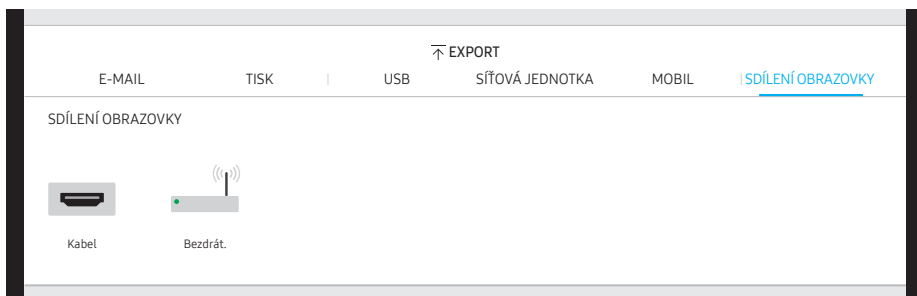 EXPORT
E-MAIL TISK USB SÍŤOVÁ JEDNOTKA MOBIL SDÍLENÍ OBRAZOVKY
SDÍLENÍ OBRAZOVKY
Kabel Bezdrát.